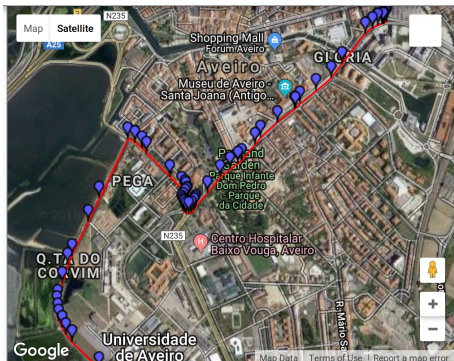 Map
Satellite
N235
A25
Shopping Mall
Forum Aveiro
GLÓRIA
Aveiro
Museu de Aveiro -
Santa Joana (Antigo...
Garden
Parque Infante
Dom Pedro
- Parque
da Cidade
PEGA
N235
H
Centro Hospitalar
Baixo Vouga, Aveiro
Q.TA DO
CORVIM
R. Mário Sa
Universidade
de Aveiro
Google
Map Data
Terms of Use
Report a map error
+
−